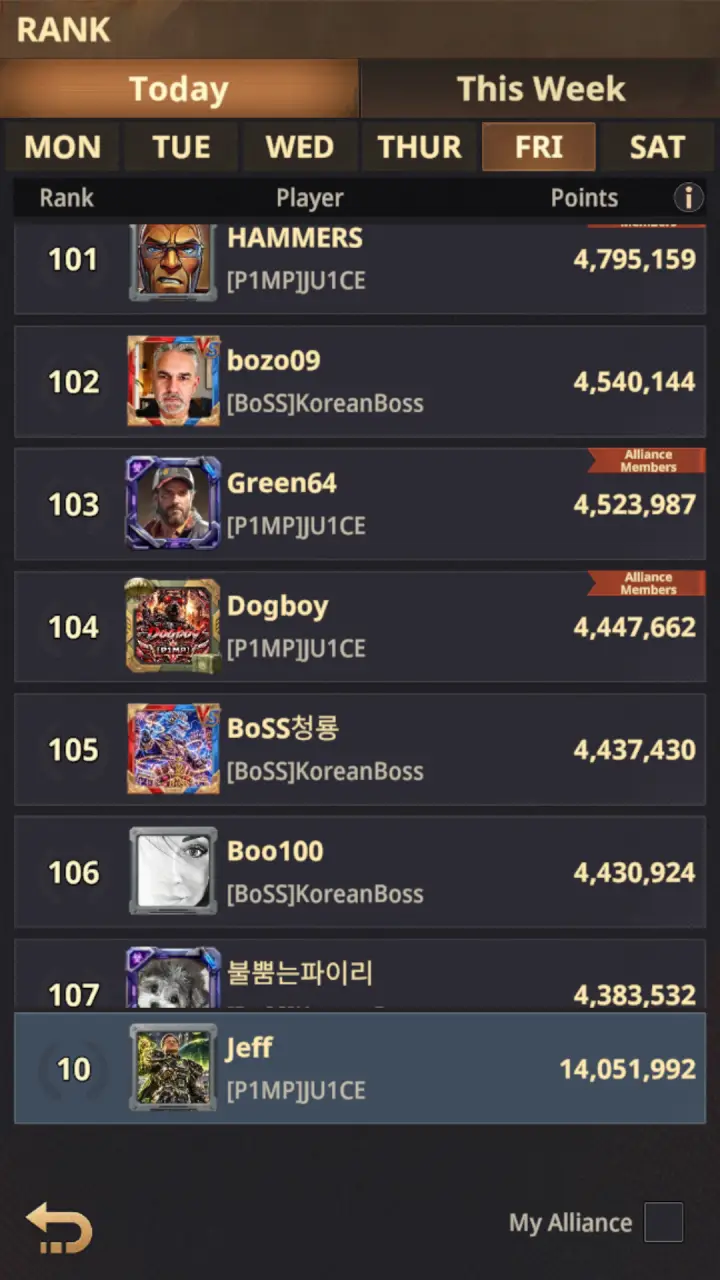 RANK
Today
This Week
MON
TUE
WED
THUR
FRI
SAT
Rank
Player
Points
i
101
HAMMERS
[P1MP]JU1CE
Members
4,795,159
102
bozo09
[BoSS]KoreanBoss
4,540,144
103
Green64
[P1MP]JU1CE
Alliance
Members
4,523,987
104
Dogboy
[P1MP]JU1CE
DOGBOY
[P1MP]
Alliance
Members
4,447,662
105
BoSS청룡
[BoSS]KoreanBoss
4,437,430
106
Boo100
[BoSS]KoreanBoss
4,430,924
107
불뿜는파이리
4,383,532
10
Jeff
[P1MP]JU1CE
14,051,992
My Alliance